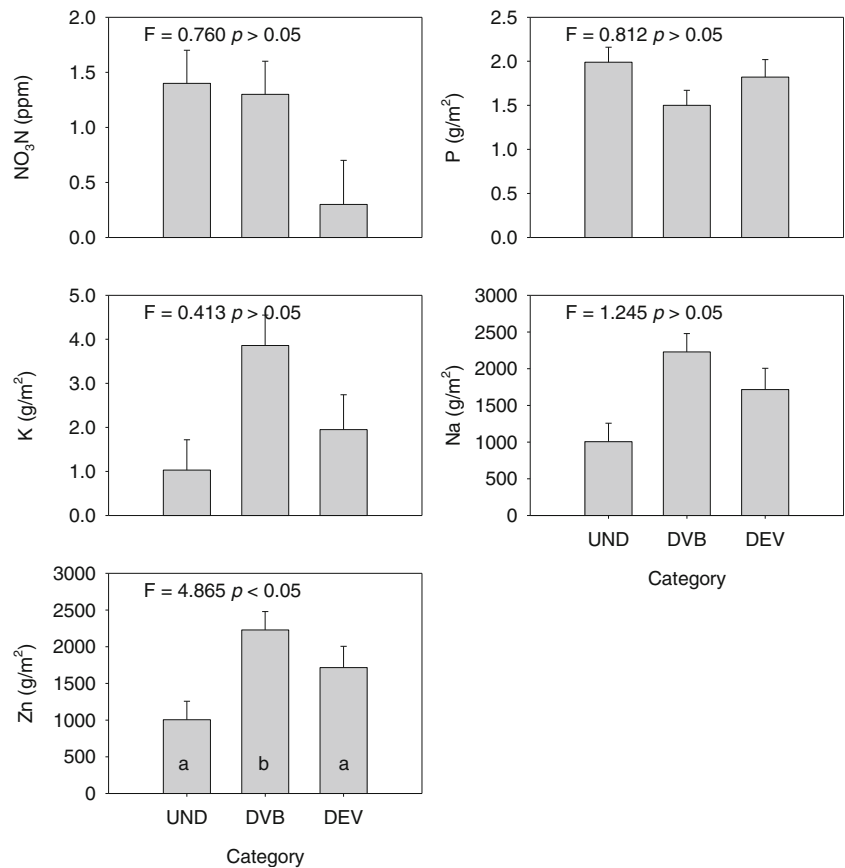 2.0
1.5
1.0
0.5
0.0
NO₃N (ppm)
F = 0.760 p > 0.05
2.5
2.0
1.5
1.0
0.5
0.0
P (g/m²)
F = 0.812 p > 0.05
5.0
4.0
3.0
2.0
1.0
0.0
K (g/m²)
F = 0.413 p > 0.05
3000
2500
2000
1500
1000
500
0
Na (g/m²)
F = 1.245 p > 0.05
UND DVB DEV
Category
3000
2500
2000
1500
1000
500
0
Zn (g/m²)
F = 4.865 p < 0.05
a b a
UND DVB DEV
Category